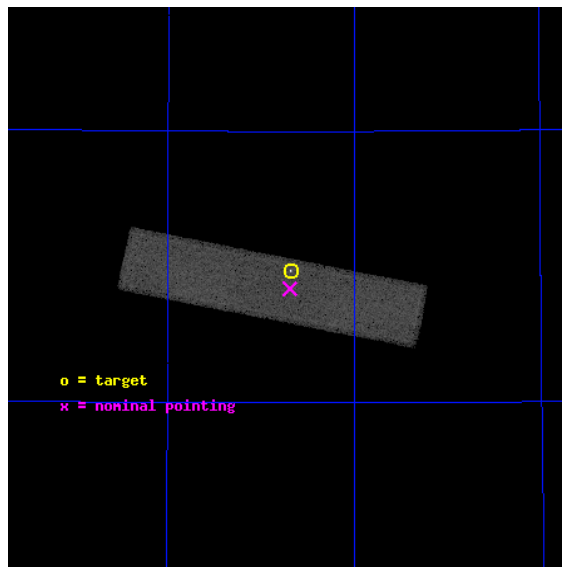 o = target
x = nominal pointing